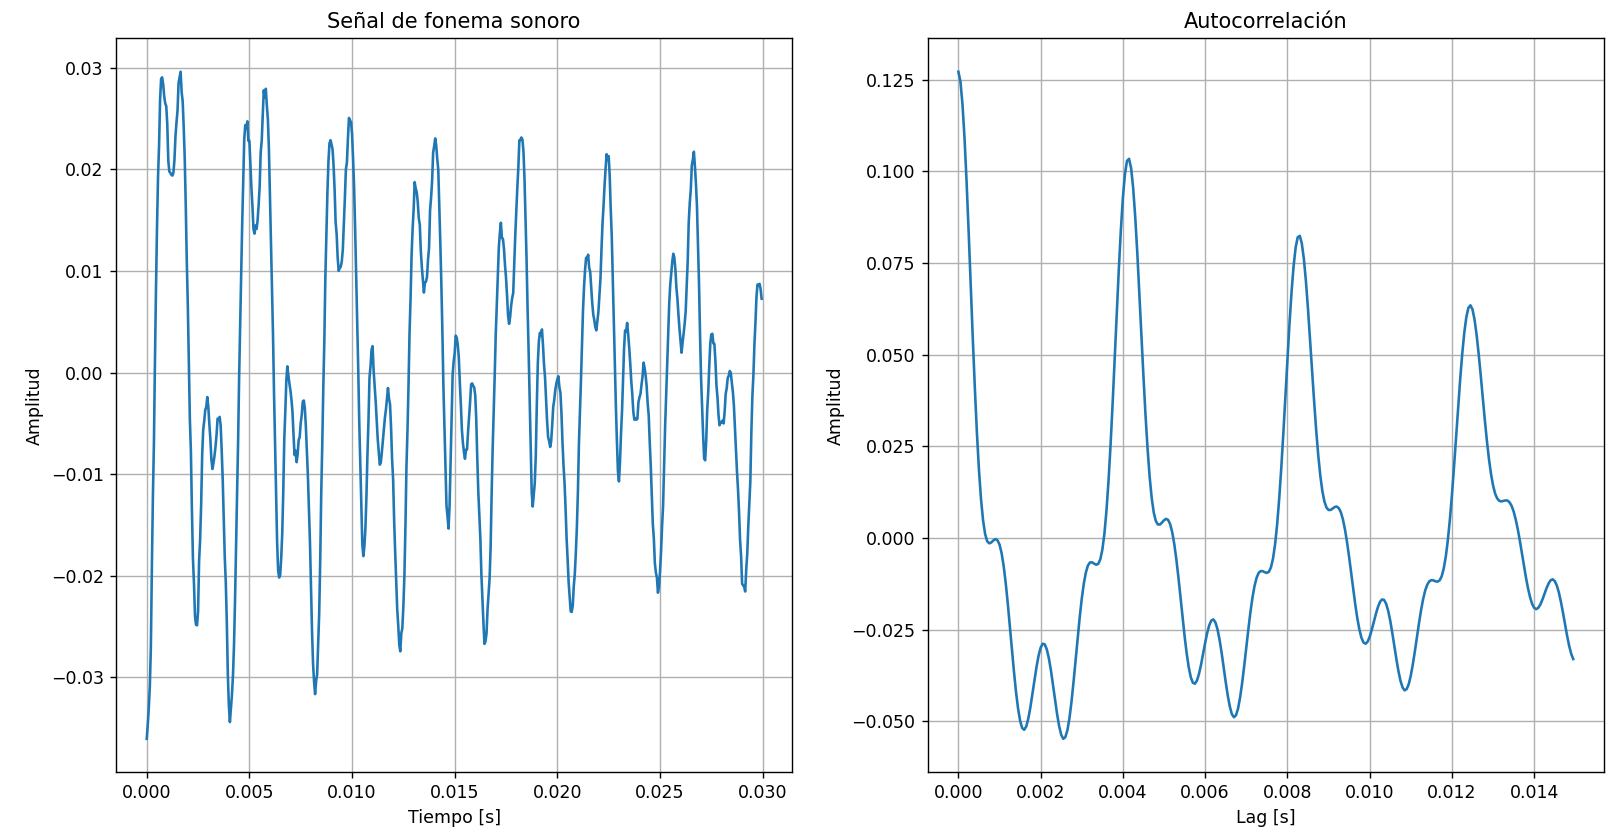 Señal de fonema sonoro
0.03
0.02
0.01
0.00
−0.01
−0.02
−0.03
Amplitud
0.000 0.005 0.010 0.015 0.020 0.025 0.030
Tiempo [s]
Autocorrelación
0.125
0.100
0.075
0.050
0.025
0.000
−0.025
−0.050
Amplitud
0.000 0.002 0.004 0.006 0.008 0.010 0.012 0.014
Lag [s]